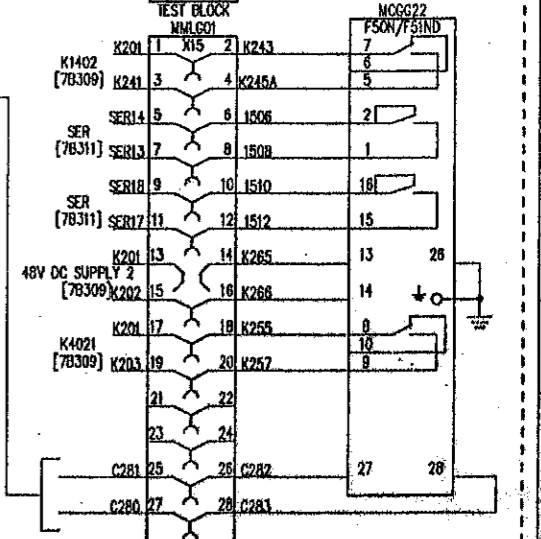 TEST BLOCK
MMLG01
X15
MCGG22
F50N/F51IND
K1402
[7B309]
K201 1 2 K243 7
6
K241 3 4 K245A 5
SER
[7B311]
SER14 5 6 1506 2
SER13 7 8 1508 1
SER
[7B311]
SER18 9 10 1510 16
SER17 11 12 1512 15
48V DC SUPPLY 2
[7B309]
K201 13 14 K265 13 26
K202 15 16 K266 14
K4021
[7B309]
K201 17 18 K255 8
10
K203 19 20 K257 9
21 22
23 24
C281 25 26 C282 27 28
C280 27 28 C283